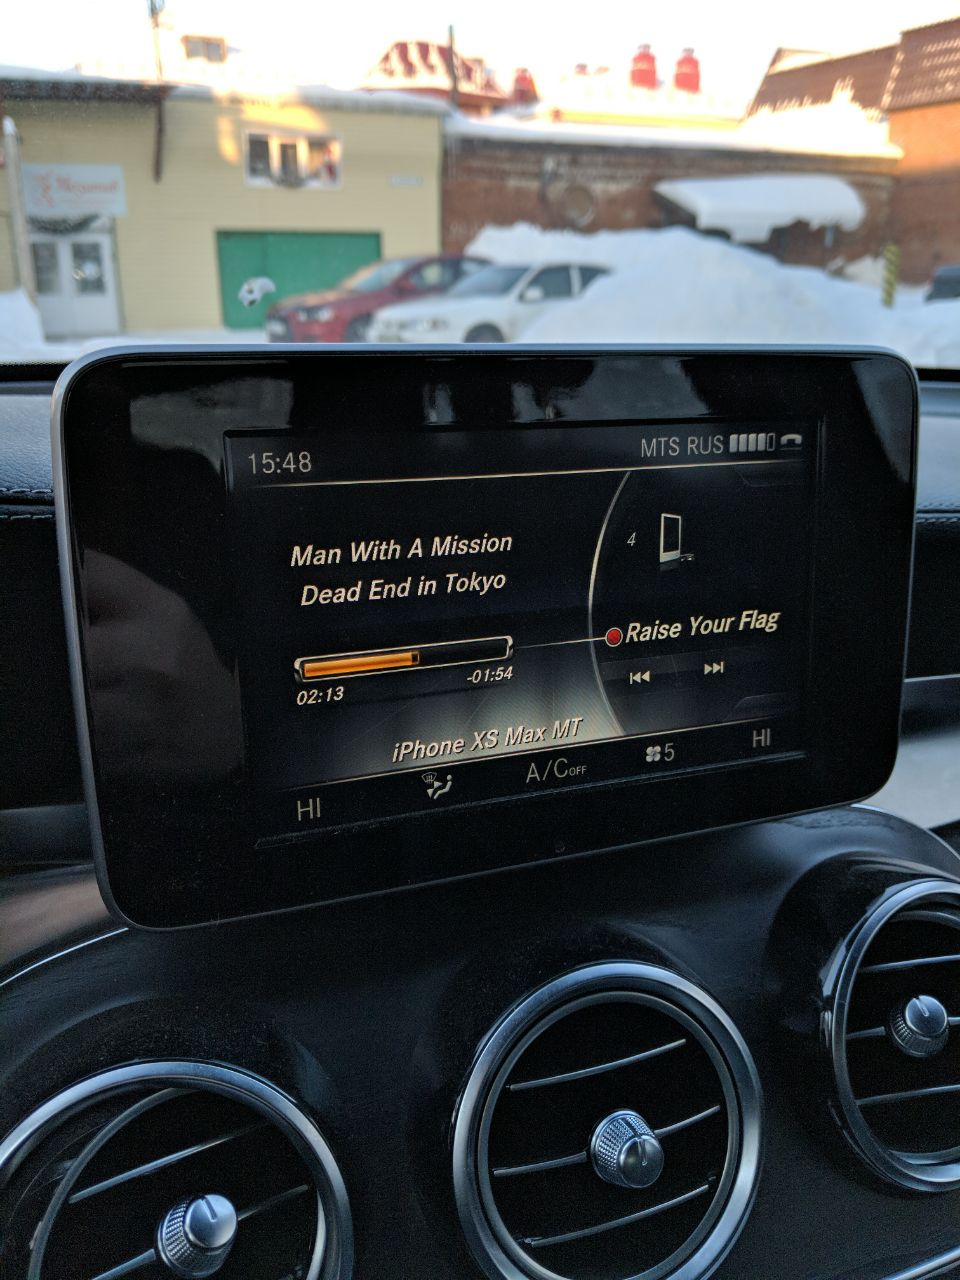 15:48
MTS RUS
Man With A Mission
Dead End in Tokyo
4
Raise Your Flag
02:13
-01:54
iPhone XS Max MT
HI
A/C OFF
5
HI